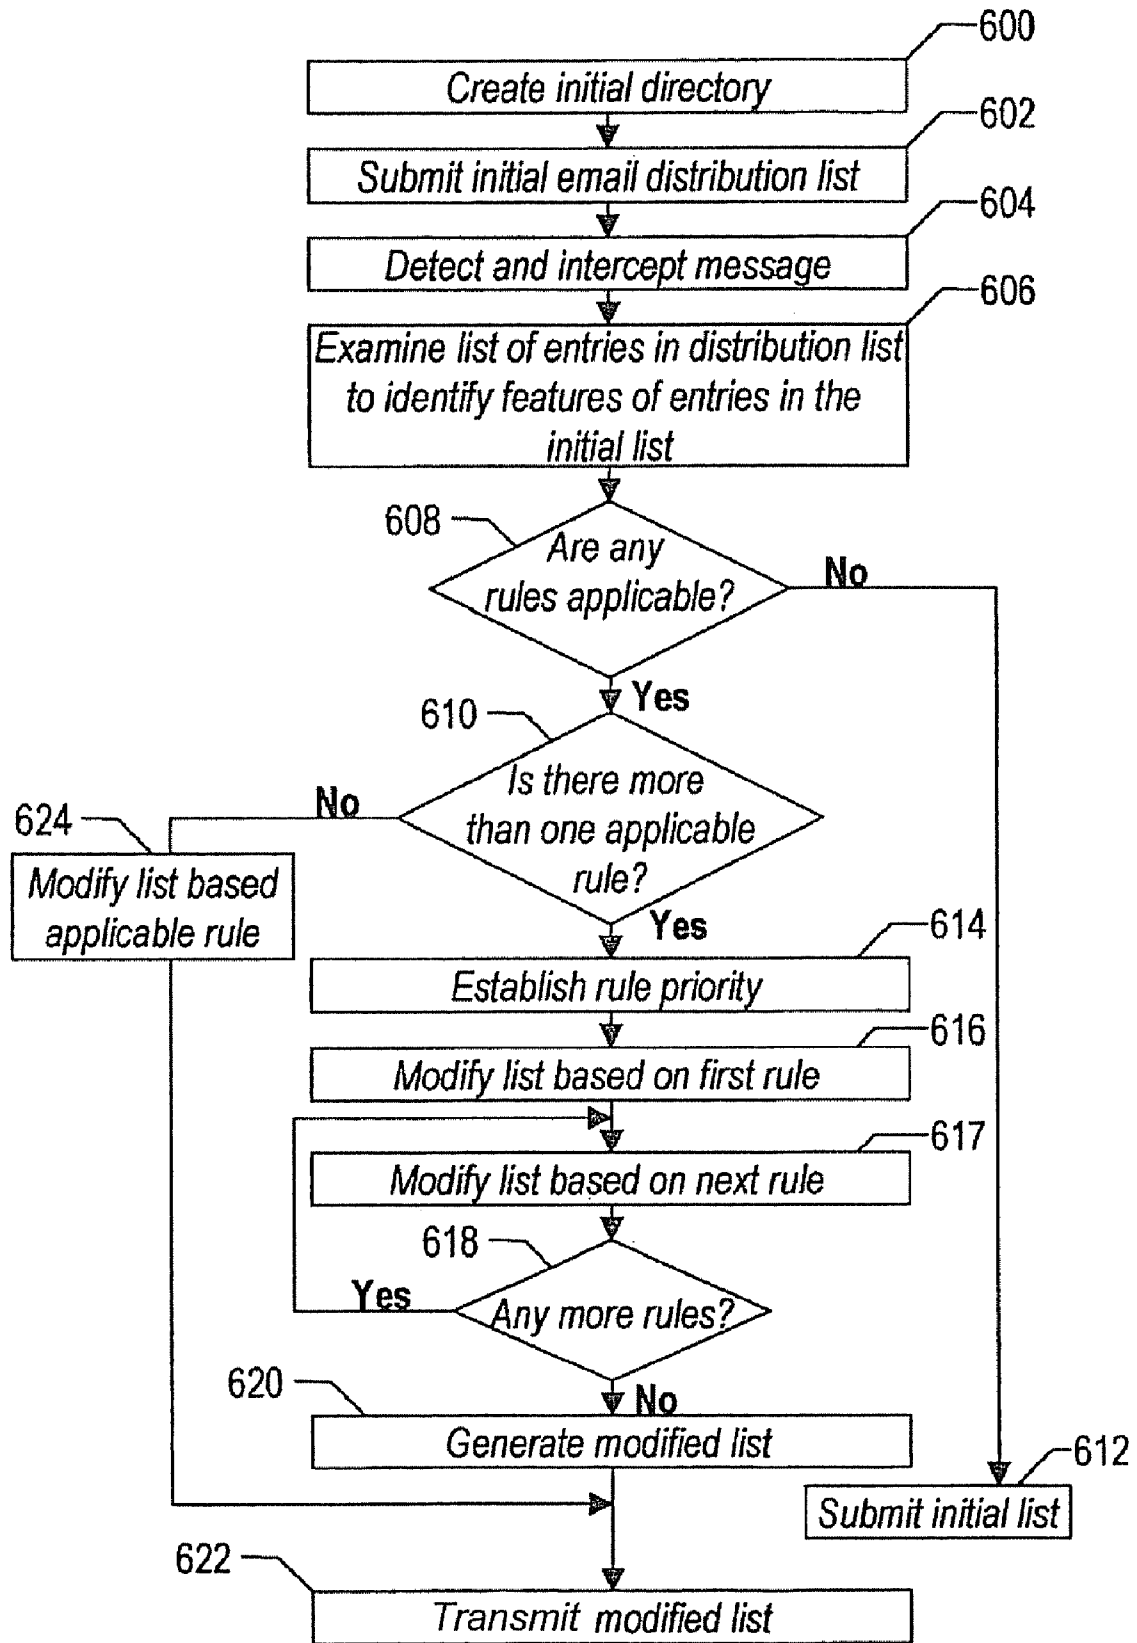 600
Create initial directory
602
Submit initial email distribution list
604
Detect and intercept message
606
Examine list of entries in distribution list
to identify features of entries in the
initial list
608
Are any
rules applicable?
No
Yes
610
Is there more
than one applicable
rule?
No
624
Modify list based
applicable rule
Yes
614
Establish rule priority
616
Modify list based on first rule
617
Modify list based on next rule
618
Any more rules?
Yes
No
620
Generate modified list
612
Submit initial list
622
Transmit modified list